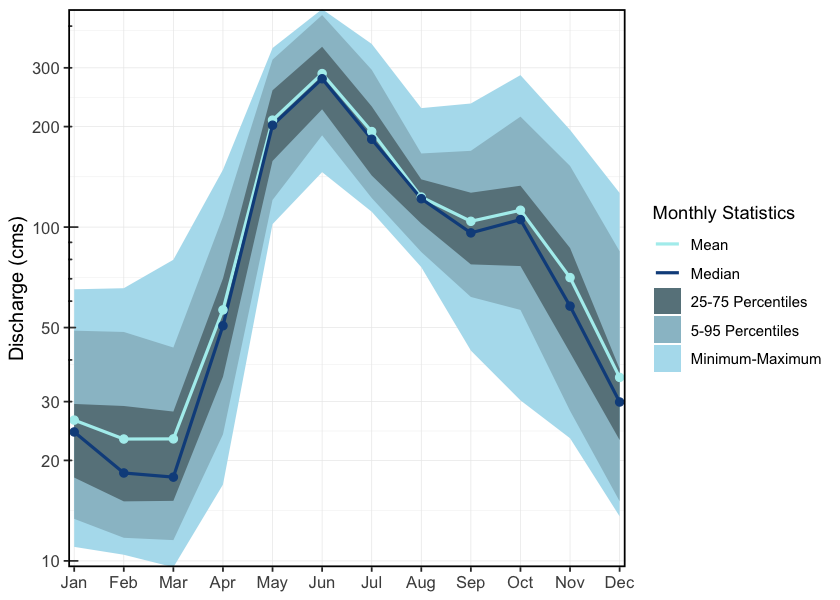 Discharge (cms)
300
200
100
50
30
20
10
Jan Feb Mar Apr May Jun Jul Aug Sep Oct Nov Dec
Monthly Statistics
Mean
Median
25-75 Percentiles
5-95 Percentiles
Minimum-Maximum